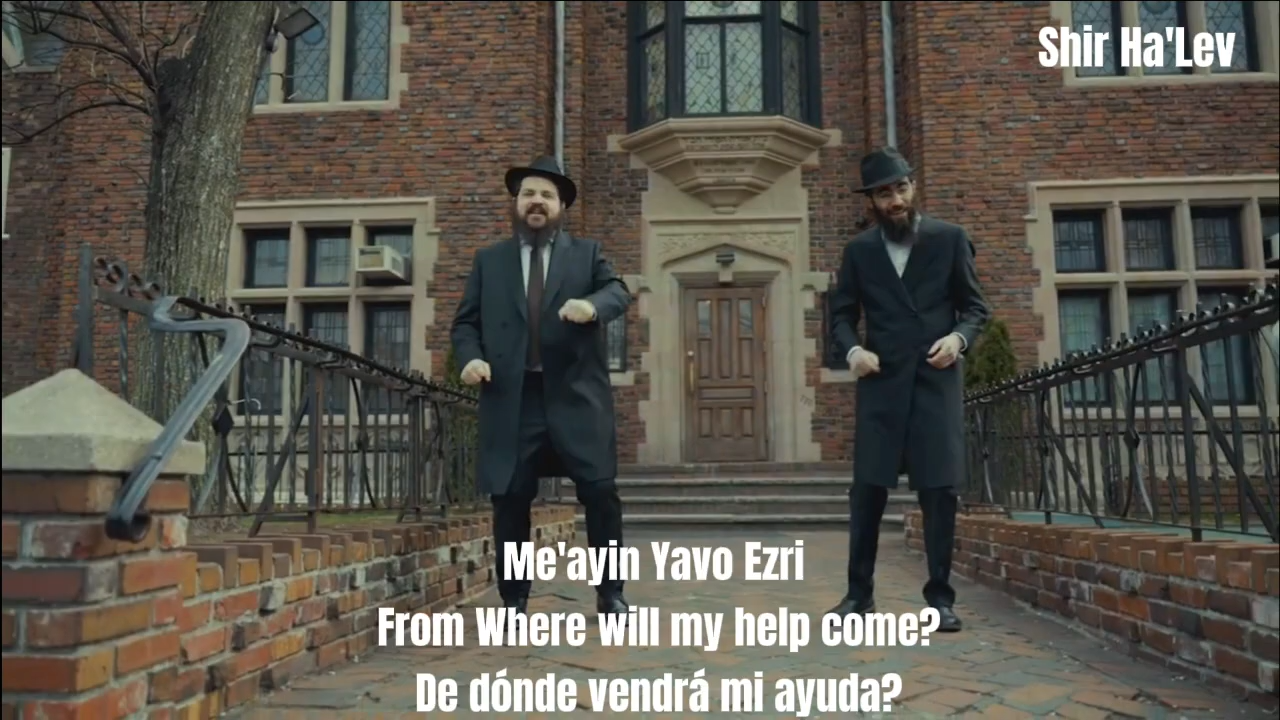 Shir Ha'Lev
Me'ayin Yavo Ezri
From Where will my help come?
De dónde vendrá mi ayuda?